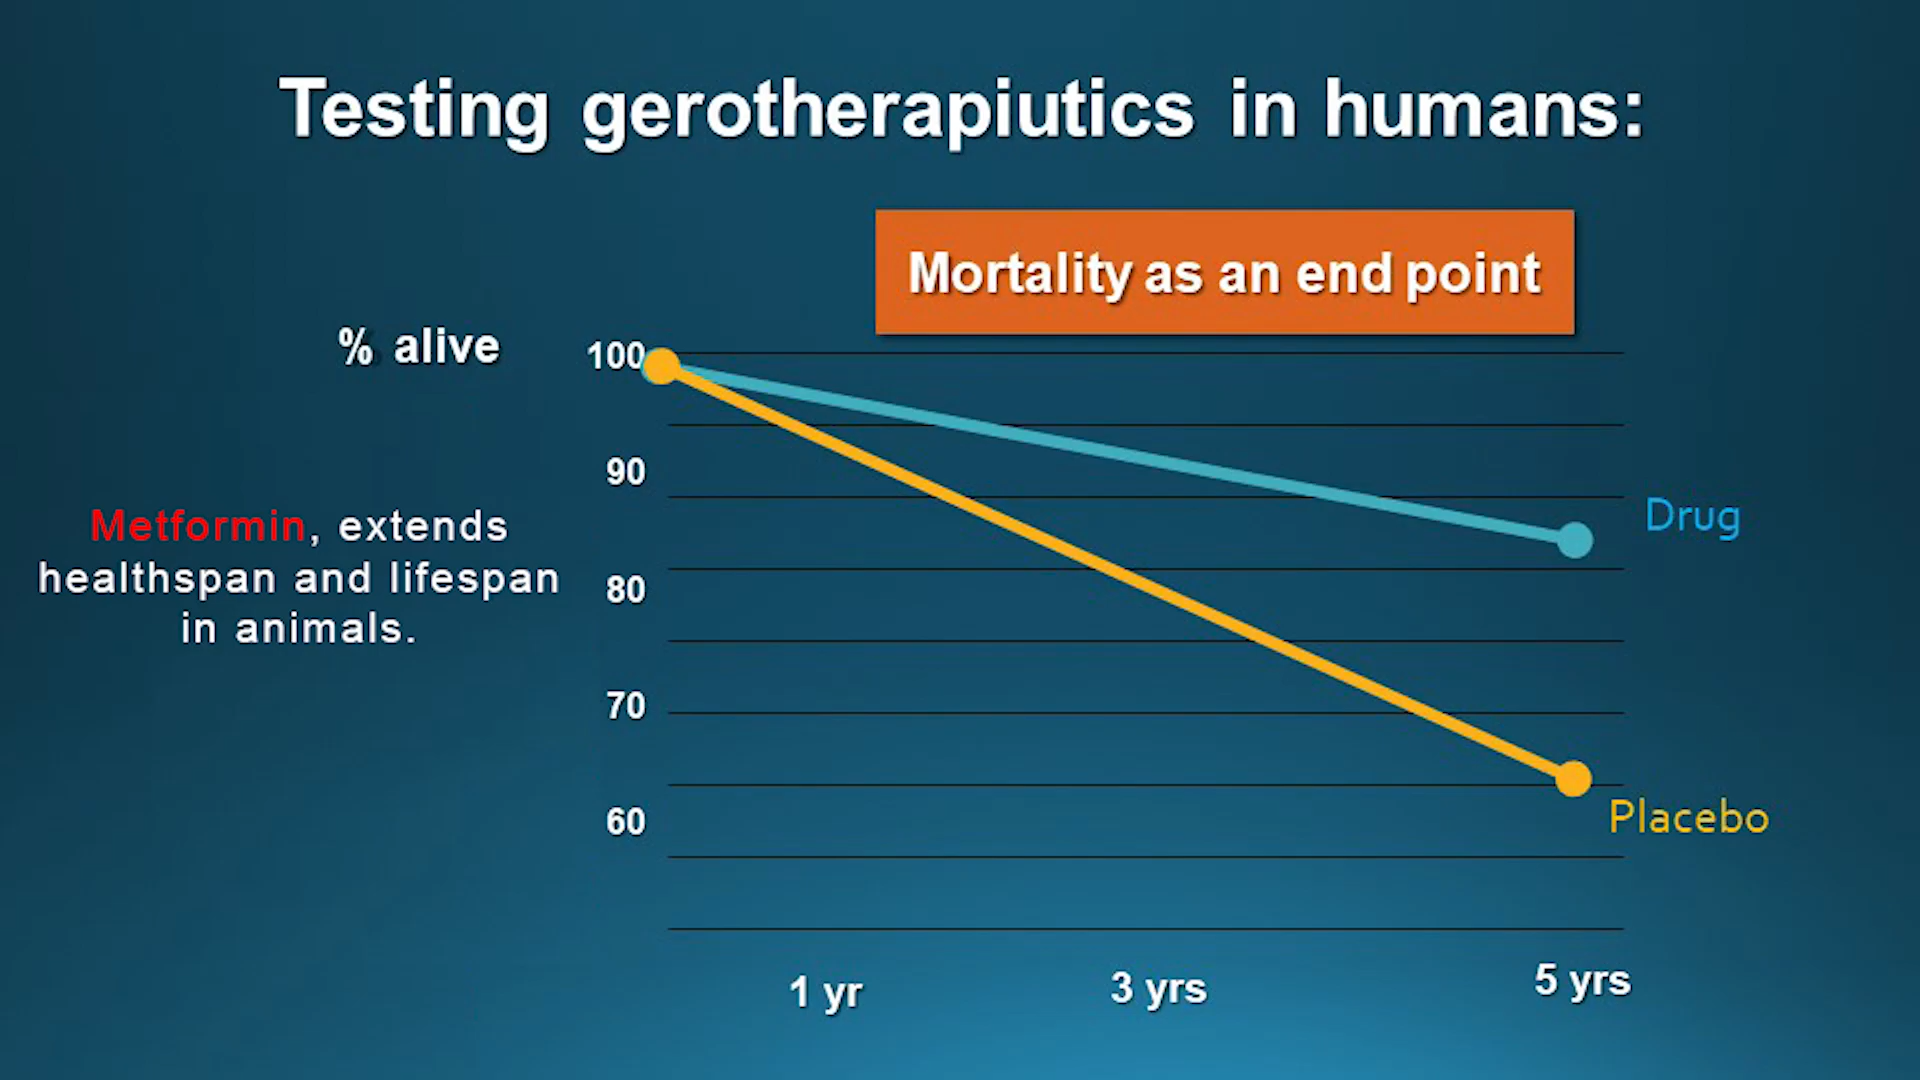 Testing gerotherapiutics in humans:
Mortality as an end point
% alive
100
90
80
70
60
Metformin, extends
healthspan and lifespan
in animals.
Drug
Placebo
1 yr
3 yrs
5 yrs